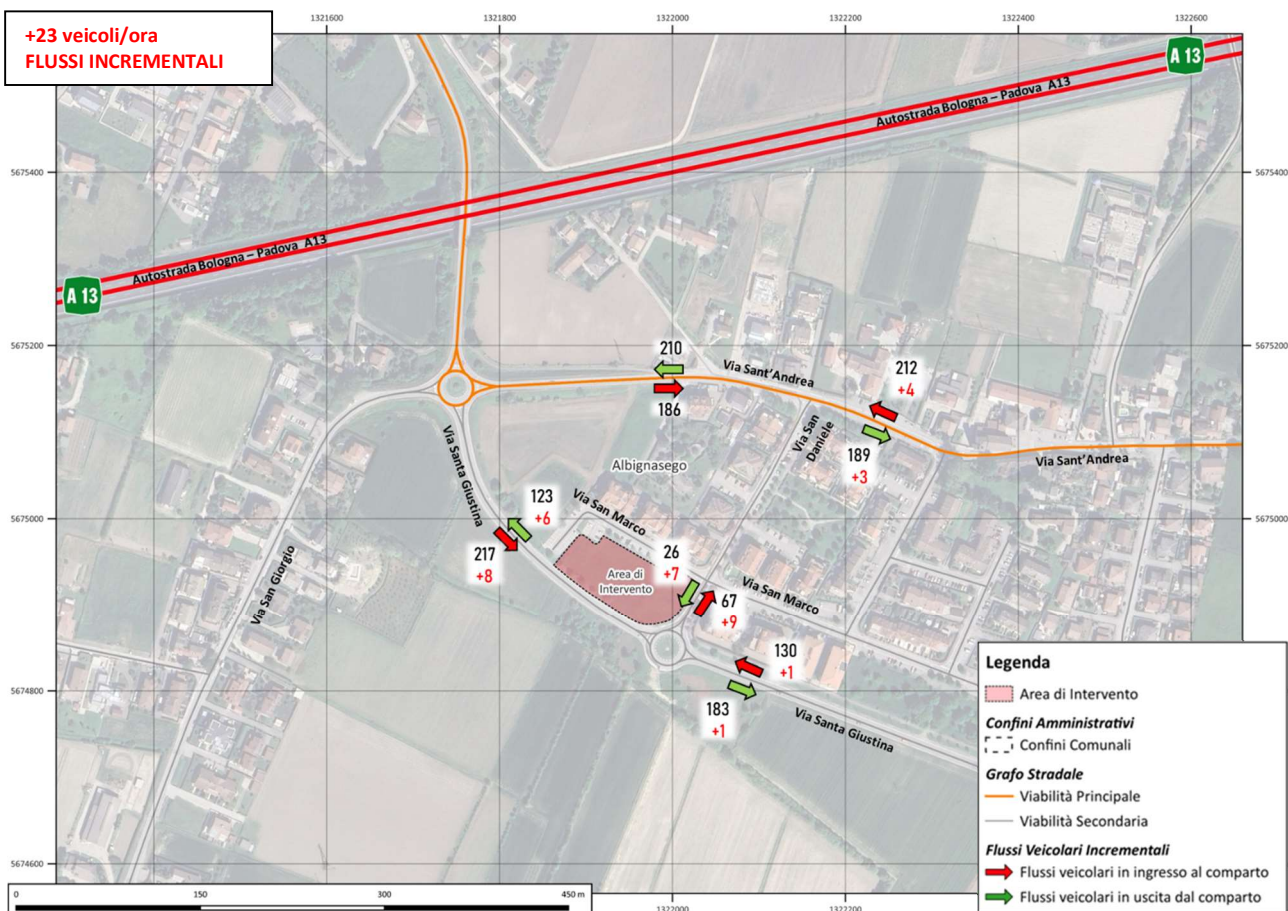 +23 veicoli/ora
FLUSSI INCREMENTALI
1321600
1321800
1322000
1322200
1322400
1322600
A 13
Autostrada Bologna – Padova A13
5675400
5675400
Autostrada Bologna – Padova A13
A 13
5675200
5675200
210
186
Via Sant'Andrea
212
+4
Via San
Daniele
189
+3
Via Sant'Andrea
Albignasego
Via Santa Giustina
5675000
5675000
123
+6
Via San Marco
217
+8
26
+7
Area di
Intervento
67
+9
Via San Marco
Via San Giorgio
130
+1
183
+1
Via Santa Giustina
5674800
5674600
Legenda
Area di Intervento
Confini Amministrativi
Confini Comunali
Grafo Stradale
Viabilità Principale
Viabilità Secondaria
Flussi Veicolari Incrementali
Flussi veicolari in ingresso al comparto
Flussi veicolari in uscita dal comparto
0
150
300
450 m
1322000
1322200